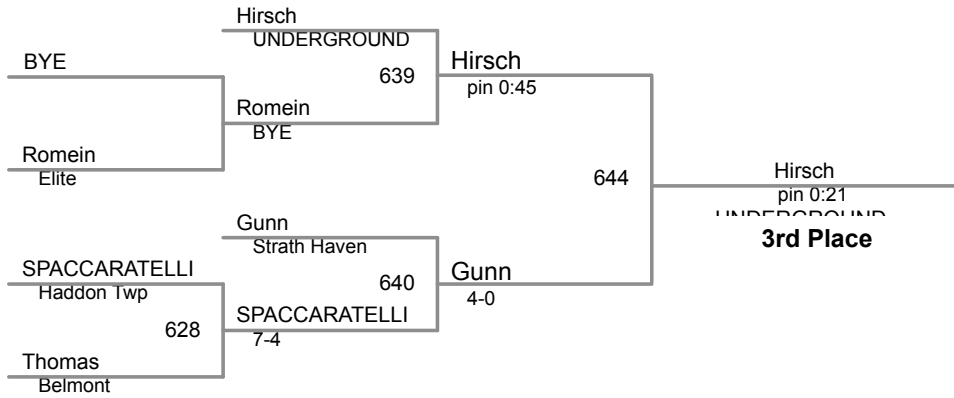 Hirsch
UNDERGROUND
BYE
639
Hirsch
pin 0:45
Romein
BYE
Romein
Elite
644
Hirsch
pin 0:21
UNDERGROUND
3rd Place
Gunn
Strath Haven
SPACCARATELLI
Haddon Twp
640
Gunn
4-0
628
SPACCARATELLI
7-4
Thomas
Belmont